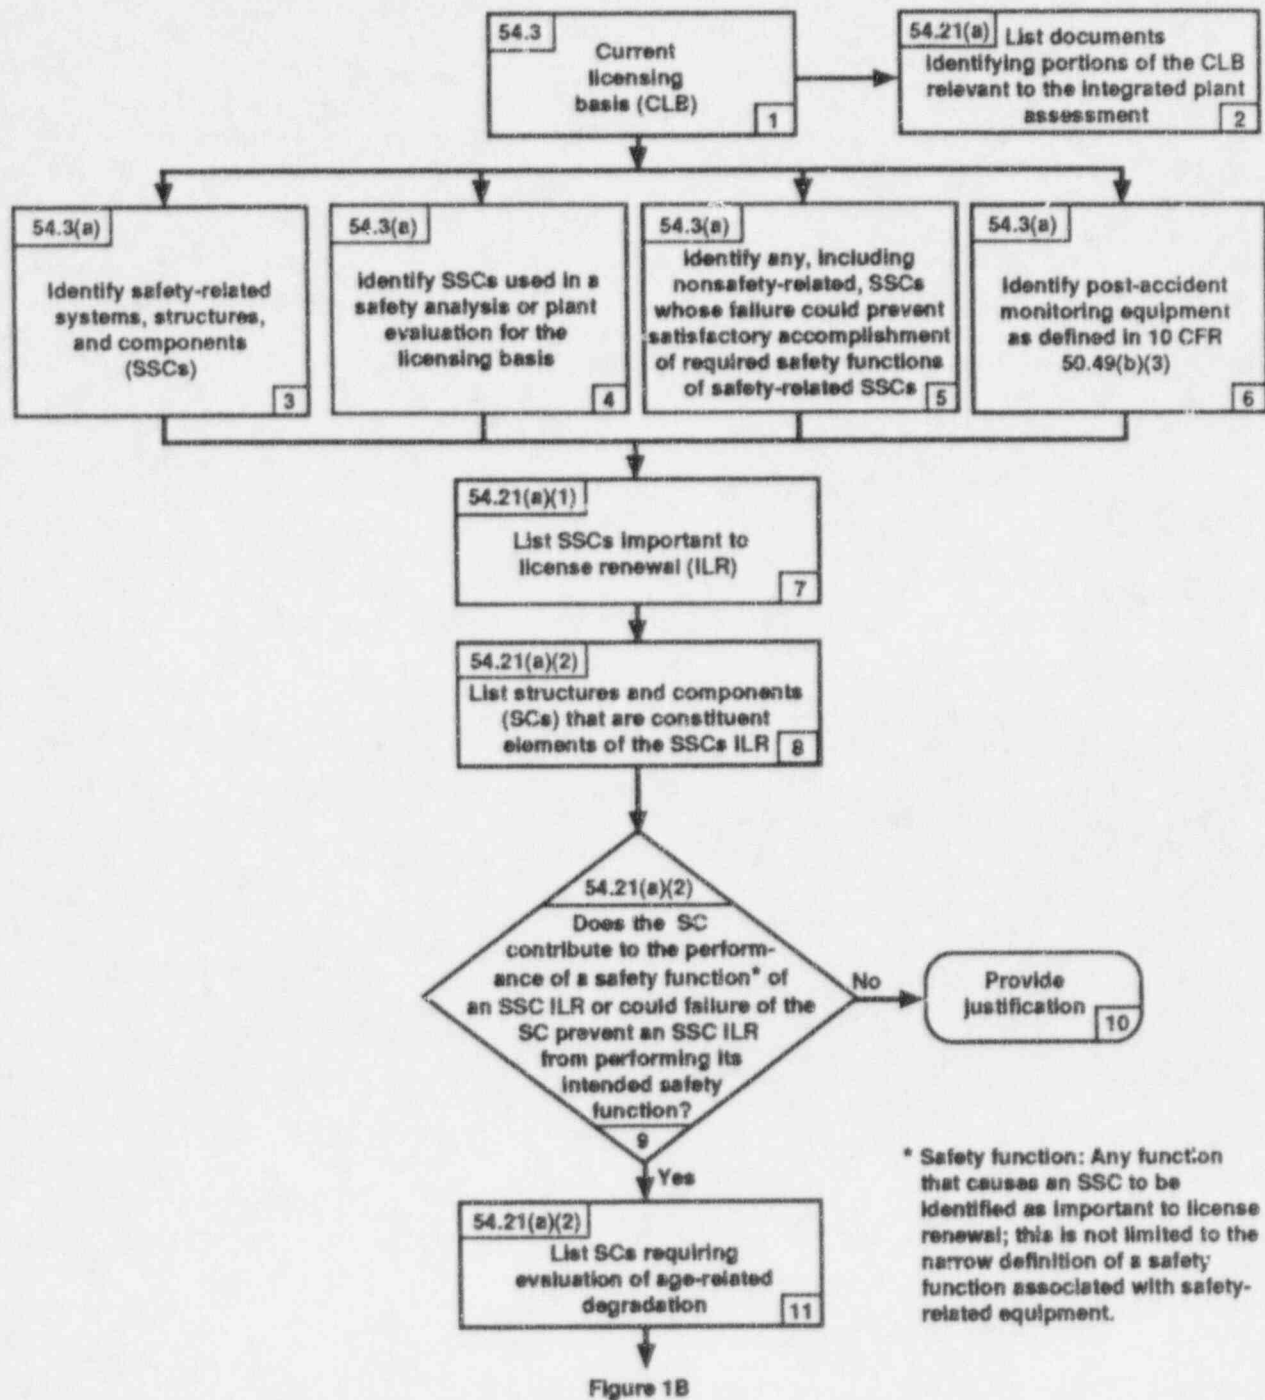 54.3
Current
licensing
basis (CLB)
1
54.21(a) List documents
identifying portions of the CLB
relevant to the integrated plant
assessment
2
54.3(a)
Identify safety-related
systems, structures,
and components
(SSCs)
3
54.3(a)
Identify SSCs used in a
safety analysis or plant
evaluation for the
licensing basis
4
54.3(a)
Identify any, including
nonsafety-related, SSCs
whose failure could prevent
satisfactory accomplishment
of required safety functions
of safety-related SSCs
5
54.3(a)
Identify post-accident
monitoring equipment
as defined in 10 CFR
50.49(b)(3)
6
54.21(a)(1)
List SSCs important to
license renewal (ILR)
7
54.21(a)(2)
List structures and components
(SCs) that are constituent
elements of the SSCs ILR
8
54.21(a)(2)
Does the SC
contribute to the perform-
ance of a safety function* of
an SSC ILR or could failure of the
SC prevent an SSC ILR
from performing its
intended safety
function?
9
No
Provide
justification
10
Yes
54.21(a)(2)
List SCs requiring
evaluation of age-related
degradation
11
* Safety function: Any function
that causes an SSC to be
identified as important to license
renewal; this is not limited to the
narrow definition of a safety
function associated with safety-
related equipment.
Figure 1B